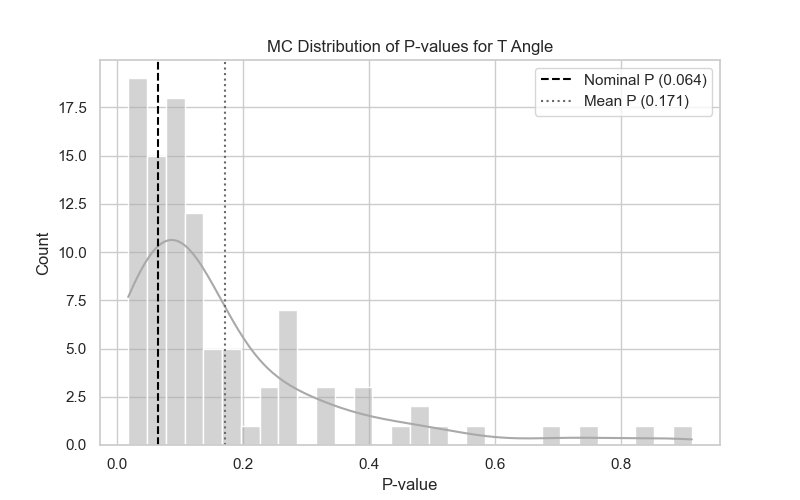 MC Distribution of P-values for T Angle
Nominal P (0.064)
Mean P (0.171)
17.5
15.0
12.5
10.0
7.5
5.0
2.5
0.0
Count
0.0 0.2 0.4 0.6 0.8
P-value